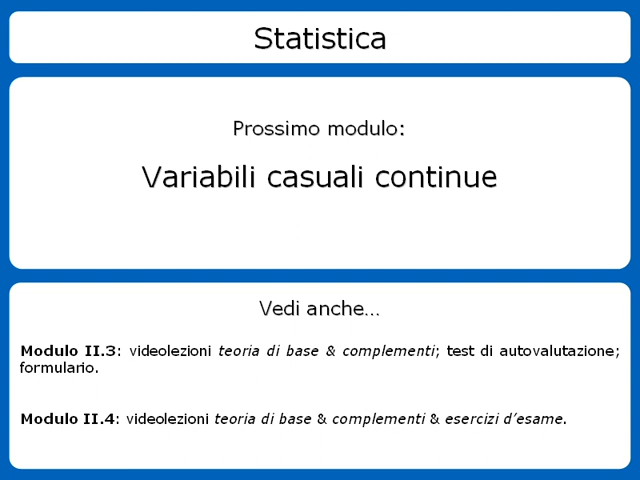 Statistica
Prossimo modulo:
Variabili casuali continue
Vedi anche…
Modulo II.3: videolezioni teoria di base & complementi; test di autovalutazione;
formulario.
Modulo II.4: videolezioni teoria di base & complementi & esercizi d’esame.